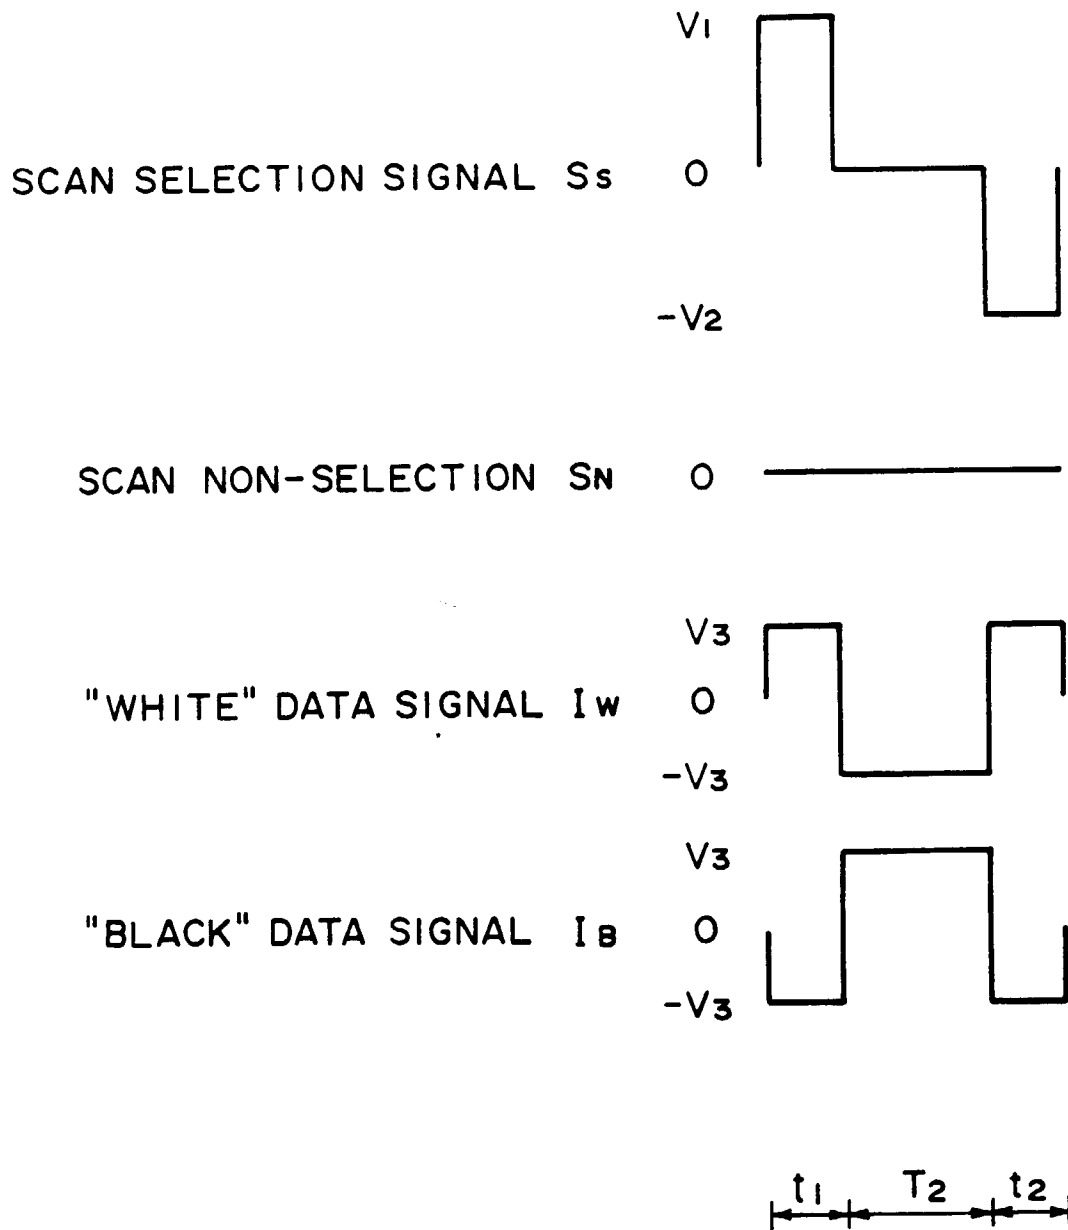 V1
SCAN SELECTION SIGNAL Ss 0
-V2
SCAN NON-SELECTION SN 0
V3
"WHITE" DATA SIGNAL IW 0
-V3
V3
"BLACK" DATA SIGNAL IB 0
-V3
t1 T2 t2